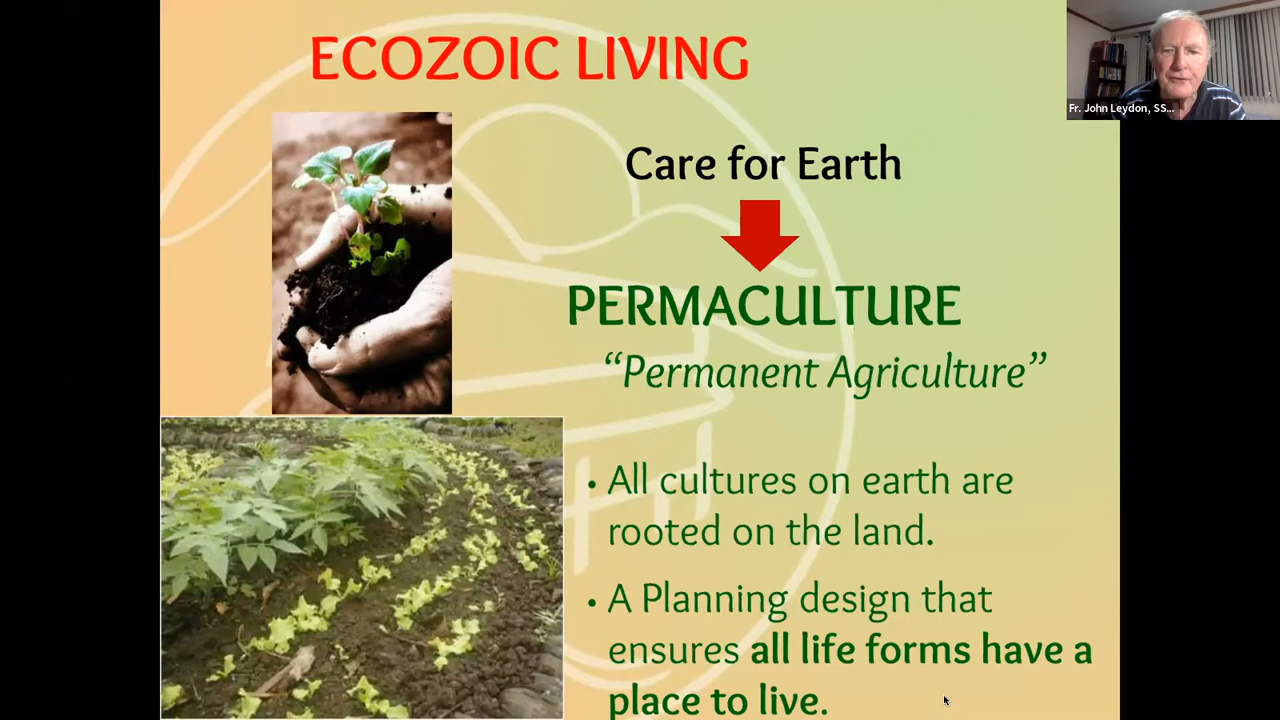 ECOZOIC LIVING
Fr. John Leydon, SS...
Care for Earth
PERMACULTURE
“Permanent Agriculture”
• All cultures on earth are
rooted on the land.
• A Planning design that
ensures all life forms have a
place to live.